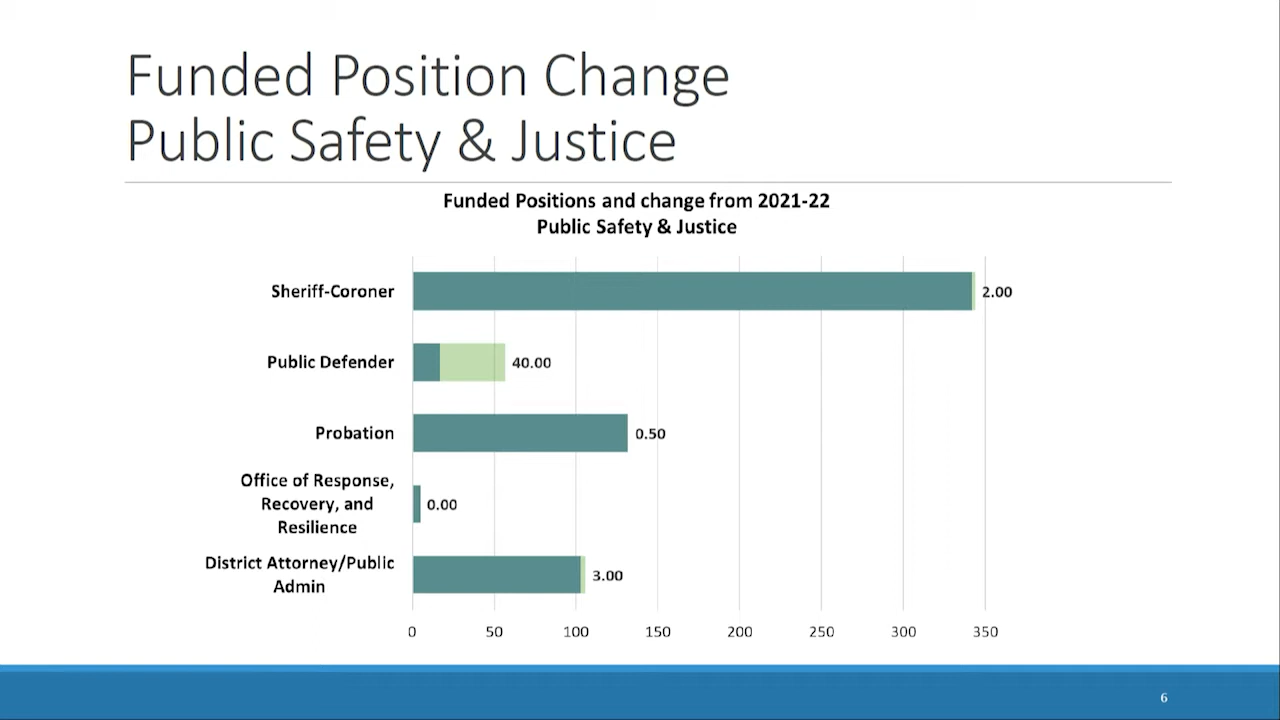 Funded Position Change
Public Safety & Justice
Funded Positions and change from 2021-22
Public Safety & Justice
Sheriff-Coroner
2.00
Public Defender
40.00
Probation
0.50
Office of Response,
Recovery, and
Resilience
0.00
District Attorney/Public
Admin
3.00
0 50 100 150 200 250 300 350
6